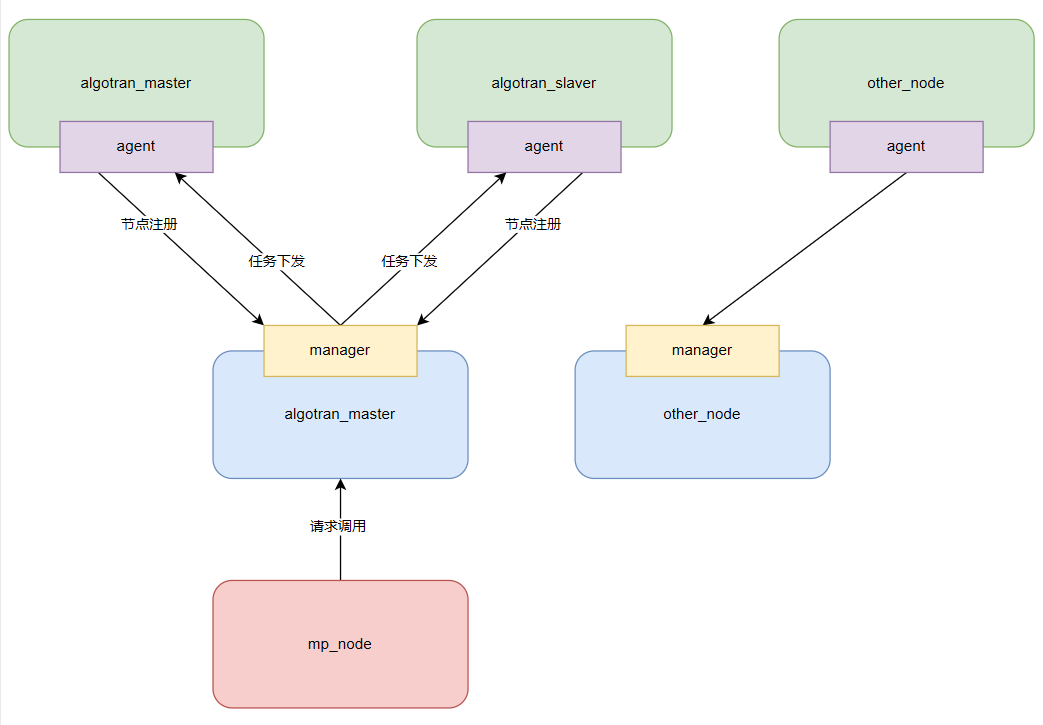 algotran_master
algotran_slaver
other_node
agent
agent
agent
节点注册
节点注册
任务下发
任务下发
manager
manager
algotran_master
other_node
请求调用
mp_node